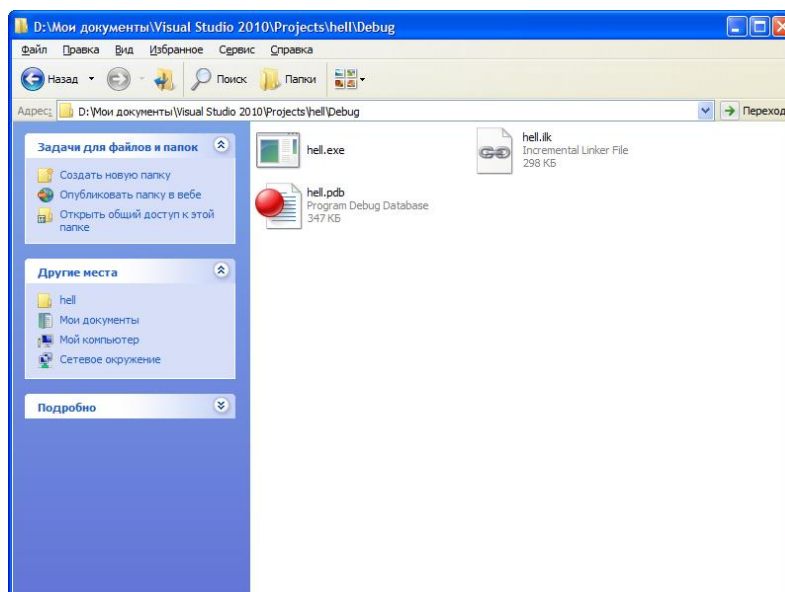 D:\Мои документы\Visual Studio 2010\Projects\hell\Debug
Файл Правка Вид Избранное Сервис Справка
Назад Поиск Папки
Адрес: D:\Мои документы\Visual Studio 2010\Projects\hell\Debug Переход
Задачи для файлов и папок
Создать новую папку
Опубликовать папку в вебе
Открыть общий доступ к этой
папке
Другие места
hell
Мои документы
Мой компьютер
Сетевое окружение
Подробно
hell.exe
hell.ilk
Incremental Linker File
298 КБ
hell.pdb
Program Debug Database
347 КБ